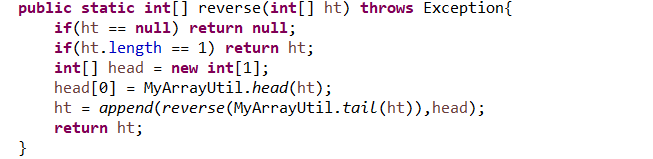 public static int[] reverse(int[] ht) throws Exception{
    if(ht == null) return null;
    if(ht.length == 1) return ht;
    int[] head = new int[1];
    head[0] = MyArrayUtil.head(ht);
    ht = append(reverse(MyArrayUtil.tail(ht)),head);
    return ht;
}